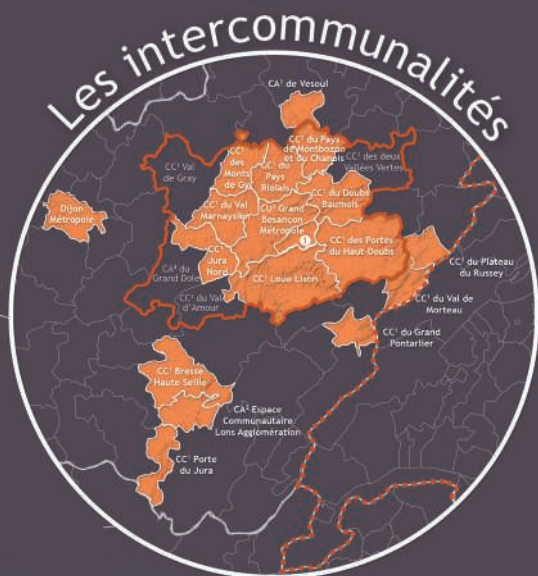 Les intercommunalités
CA² de Vesoul
CC¹ du Pays
de Montbozon
et du Chanois
CC¹ des deux
Vallées Vertes
CC¹ Val
de Gray
CC¹
des
Monts
de Gy
CC¹ du
Pays
Riolais
CC¹ du Doubs
Baumois
Dijon
Métropole
CC¹ du Val
Marnaysien
CU³ Grand
Besançon
Métropole
1
CC¹ des Portes
du Haut-Doubs
CC¹
Jura
Nord
CA² du
Grand Dole
CC¹ Loue Lison
CC¹ du Plateau
du Russey
CC¹ du Val
d'Amour
CC¹ du Val de
Morteau
CC¹ du Grand
Pontarlier
CC¹ Bresse
Haute Seille
CA² Espace
Communautaire
Lons Agglomération
CC¹ Porte
du Jura